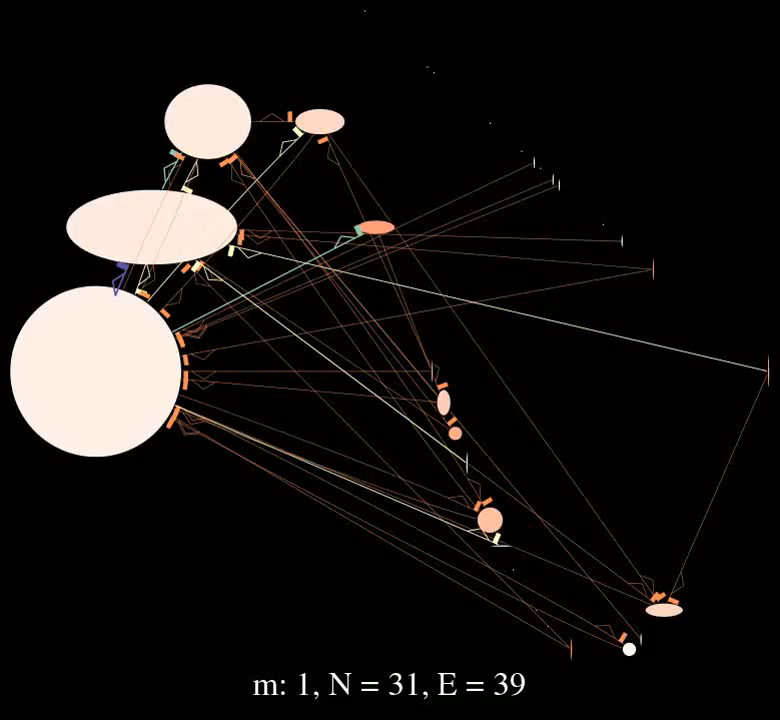 m: 1, N = 31, E = 39